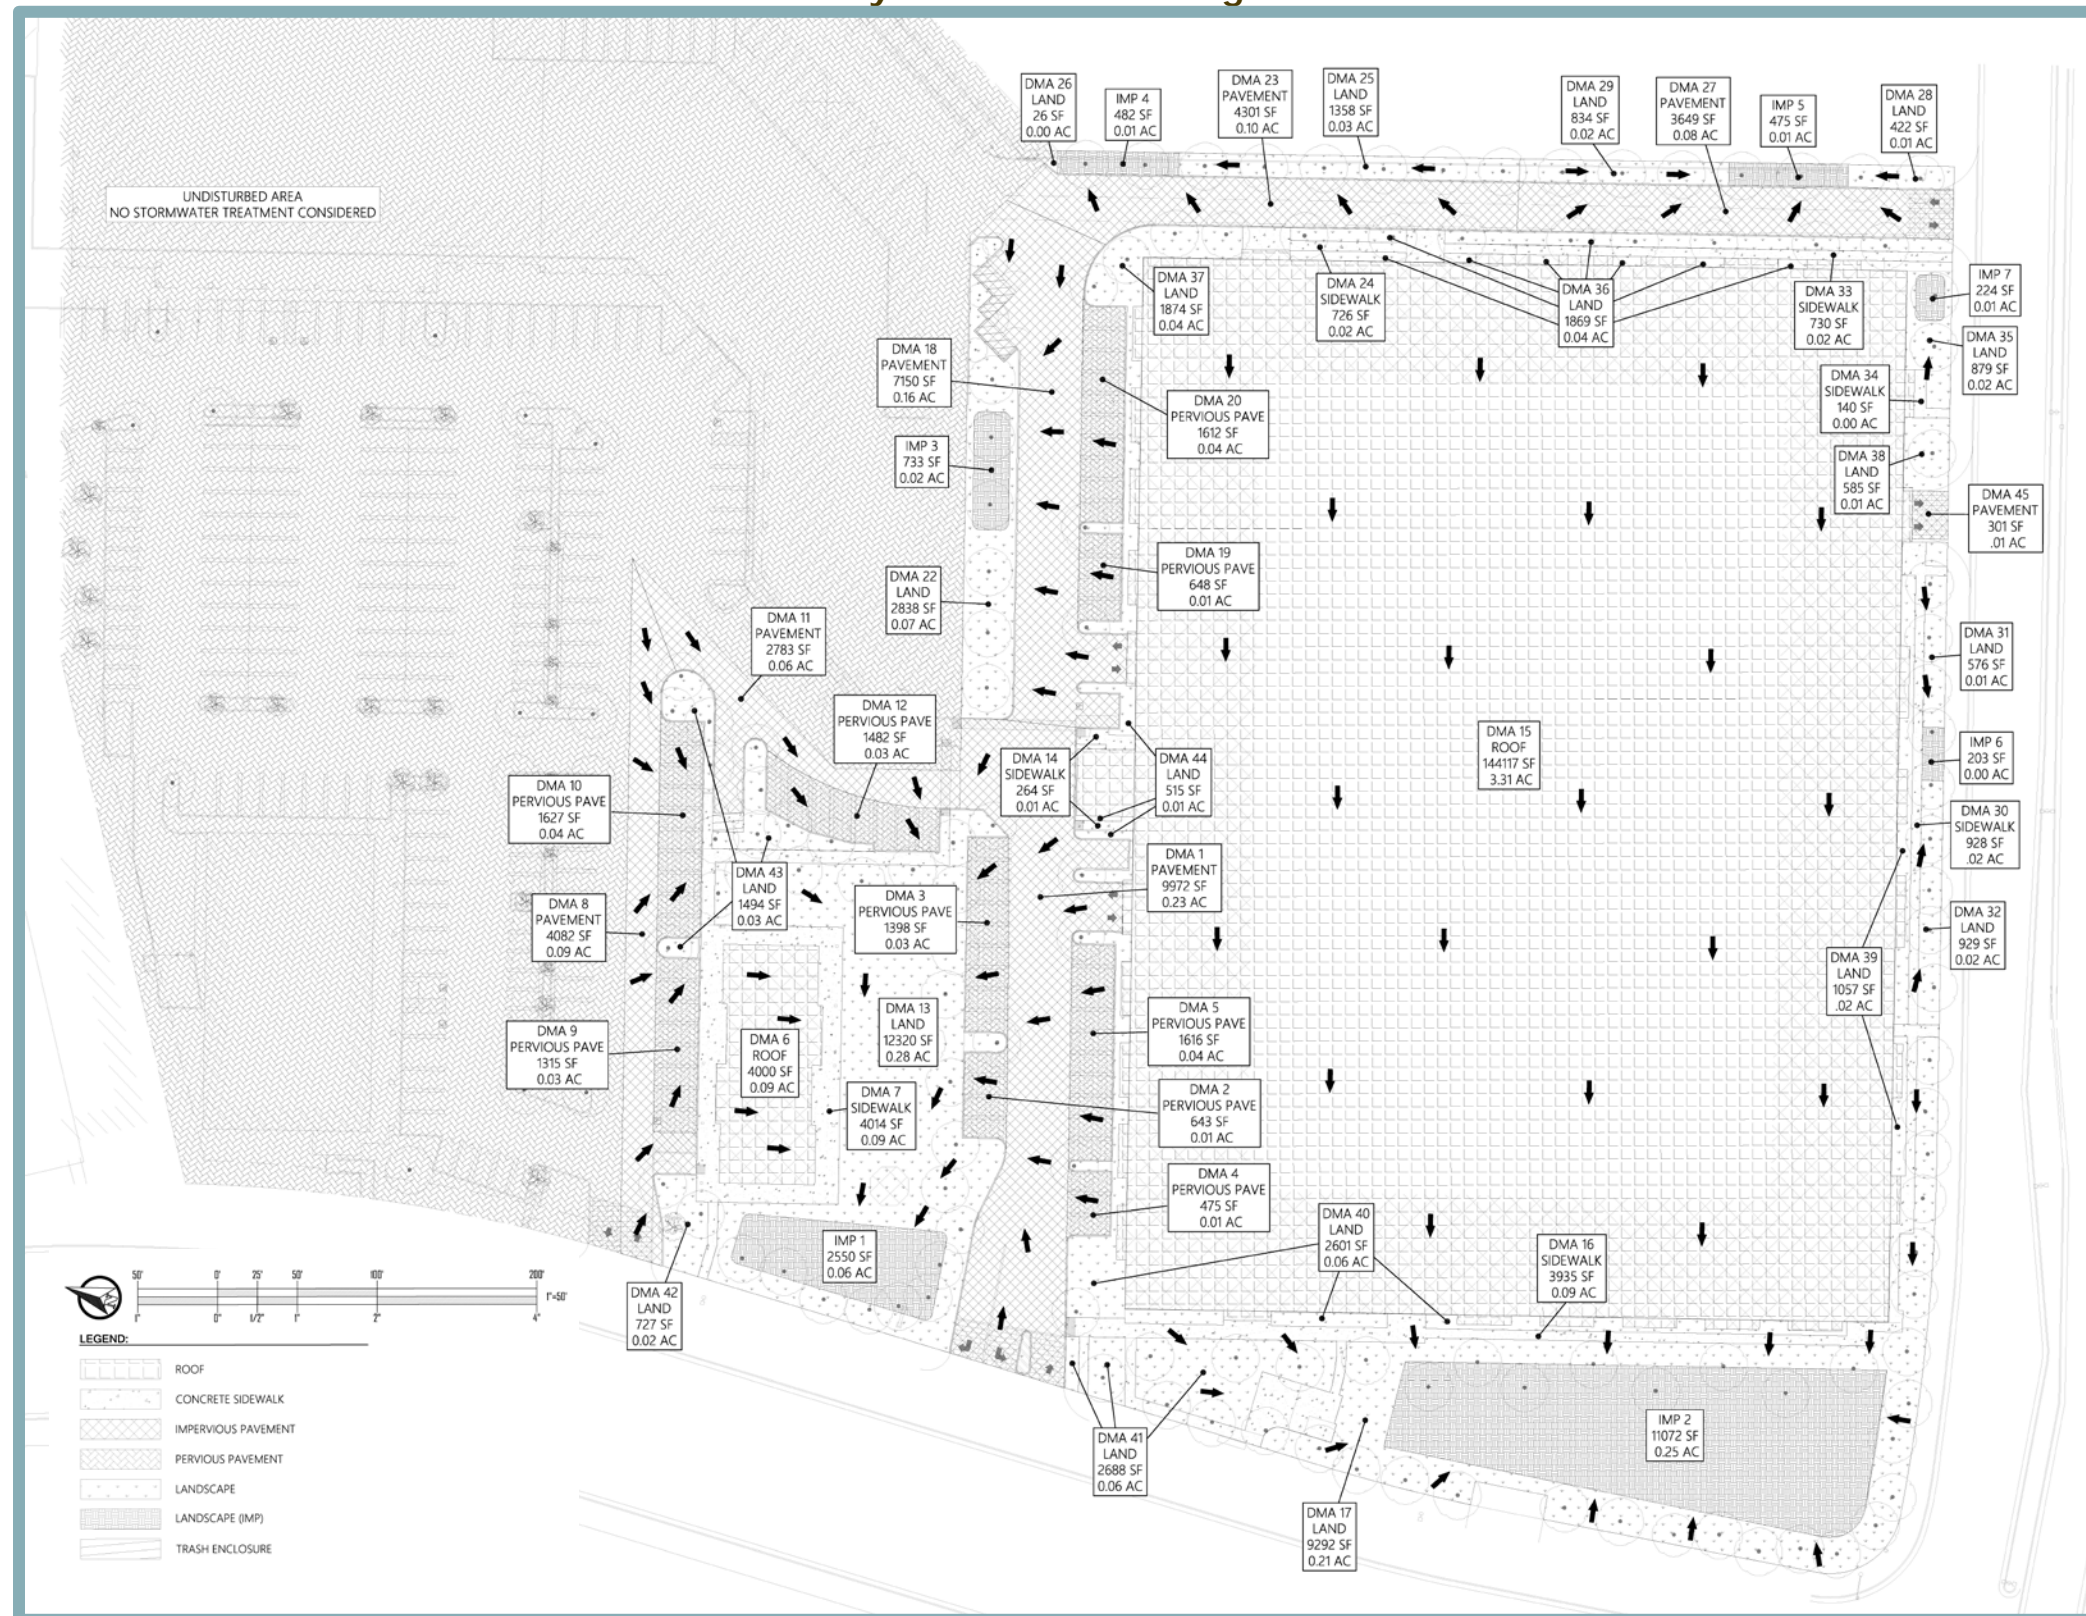 DMA 26
LAND
26 SF
0.00 AC
IMP 4
482 SF
0.01 AC
DMA 23
PAVEMENT
4301 SF
0.10 AC
DMA 25
LAND
1358 SF
0.03 AC
DMA 29
LAND
834 SF
0.02 AC
DMA 27
PAVEMENT
3649 SF
0.08 AC
IMP 5
475 SF
0.01 AC
DMA 28
LAND
422 SF
0.01 AC
UNDISTURBED AREA
NO STORMWATER TREATMENT CONSIDERED
DMA 37
LAND
1874 SF
0.04 AC
DMA 24
SIDEWALK
726 SF
0.02 AC
DMA 36
LAND
1869 SF
0.04 AC
DMA 33
SIDEWALK
730 SF
0.02 AC
IMP 7
224 SF
0.01 AC
DMA 35
LAND
879 SF
0.02 AC
DMA 18
PAVEMENT
7150 SF
0.16 AC
DMA 20
PERVIOUS PAVE
1612 SF
0.04 AC
DMA 34
SIDEWALK
140 SF
0.00 AC
IMP 3
733 SF
0.02 AC
DMA 38
LAND
585 SF
0.01 AC
DMA 45
PAVEMENT
301 SF
.01 AC
DMA 19
PERVIOUS PAVE
648 SF
0.01 AC
DMA 22
LAND
2838 SF
0.07 AC
DMA 11
PAVEMENT
2783 SF
0.06 AC
DMA 31
LAND
576 SF
0.01 AC
DMA 12
PERVIOUS PAVE
1482 SF
0.03 AC
DMA 14
SIDEWALK
264 SF
0.01 AC
DMA 44
LAND
515 SF
0.01 AC
DMA 15
ROOF
144117 SF
3.31 AC
IMP 6
203 SF
0.00 AC
DMA 10
PERVIOUS PAVE
1627 SF
0.04 AC
DMA 30
SIDEWALK
928 SF
.02 AC
DMA 43
LAND
1494 SF
0.03 AC
DMA 1
PAVEMENT
9972 SF
0.23 AC
DMA 8
PAVEMENT
4082 SF
0.09 AC
DMA 3
PERVIOUS PAVE
1398 SF
0.03 AC
DMA 32
LAND
929 SF
0.02 AC
DMA 39
LAND
1057 SF
.02 AC
DMA 9
PERVIOUS PAVE
1315 SF
0.03 AC
DMA 6
ROOF
4000 SF
0.09 AC
DMA 13
LAND
12320 SF
0.28 AC
DMA 5
PERVIOUS PAVE
1616 SF
0.04 AC
DMA 7
SIDEWALK
4014 SF
0.09 AC
DMA 2
PERVIOUS PAVE
643 SF
0.01 AC
DMA 4
PERVIOUS PAVE
475 SF
0.01 AC
IMP 1
2550 SF
0.06 AC
DMA 40
LAND
2601 SF
0.06 AC
DMA 16
SIDEWALK
3935 SF
0.09 AC
DMA 42
LAND
727 SF
0.02 AC
IMP 2
11072 SF
0.25 AC
DMA 41
LAND
2688 SF
0.06 AC
DMA 17
LAND
9292 SF
0.21 AC
50' 0' 25' 50' 100' 200'
1"=50'
1" 0" 1/2" 1" 2" 4"
LEGEND:
ROOF
CONCRETE SIDEWALK
IMPERVIOUS PAVEMENT
PERVIOUS PAVEMENT
LANDSCAPE
LANDSCAPE (IMP)
TRASH ENCLOSURE